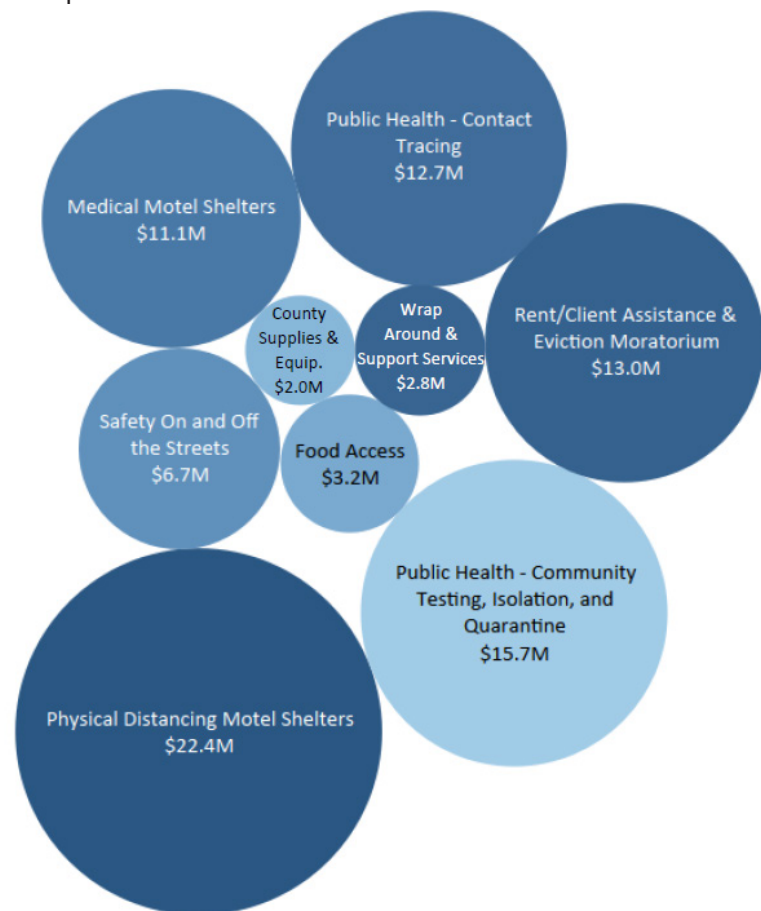 Public Health - Contact
Tracing
$12.7M
Medical Motel Shelters
$11.1M
County
Supplies &
Equip.
$2.0M
Wrap
Around &
Support Services
$2.8M
Rent/Client Assistance &
Eviction Moratorium
$13.0M
Safety On and Off
the Streets
$6.7M
Food Access
$3.2M
Public Health - Community
Testing, Isolation, and
Quarantine
$15.7M
Physical Distancing Motel Shelters
$22.4M